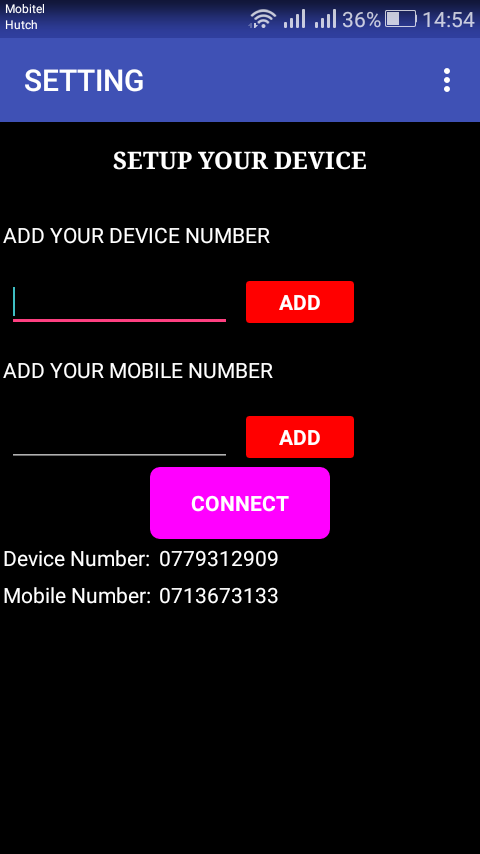 Mobitel
Hutch
36% 14:54
SETTING
SETUP YOUR DEVICE
ADD YOUR DEVICE NUMBER
ADD
ADD YOUR MOBILE NUMBER
ADD
CONNECT
Device Number: 0779312909
Mobile Number: 0713673133